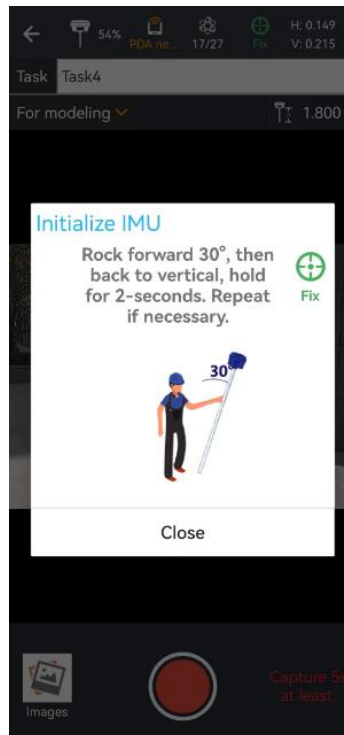 54% PDA ne... 17/27 Fix H: 0.149
V: 0.215
Task Task4
For modeling 1.800
Initialize IMU
Rock forward 30°, then
back to vertical, hold
for 2-seconds. Repeat
if necessary.
Fix
30°
Close
Capture 5s
at least.
Images